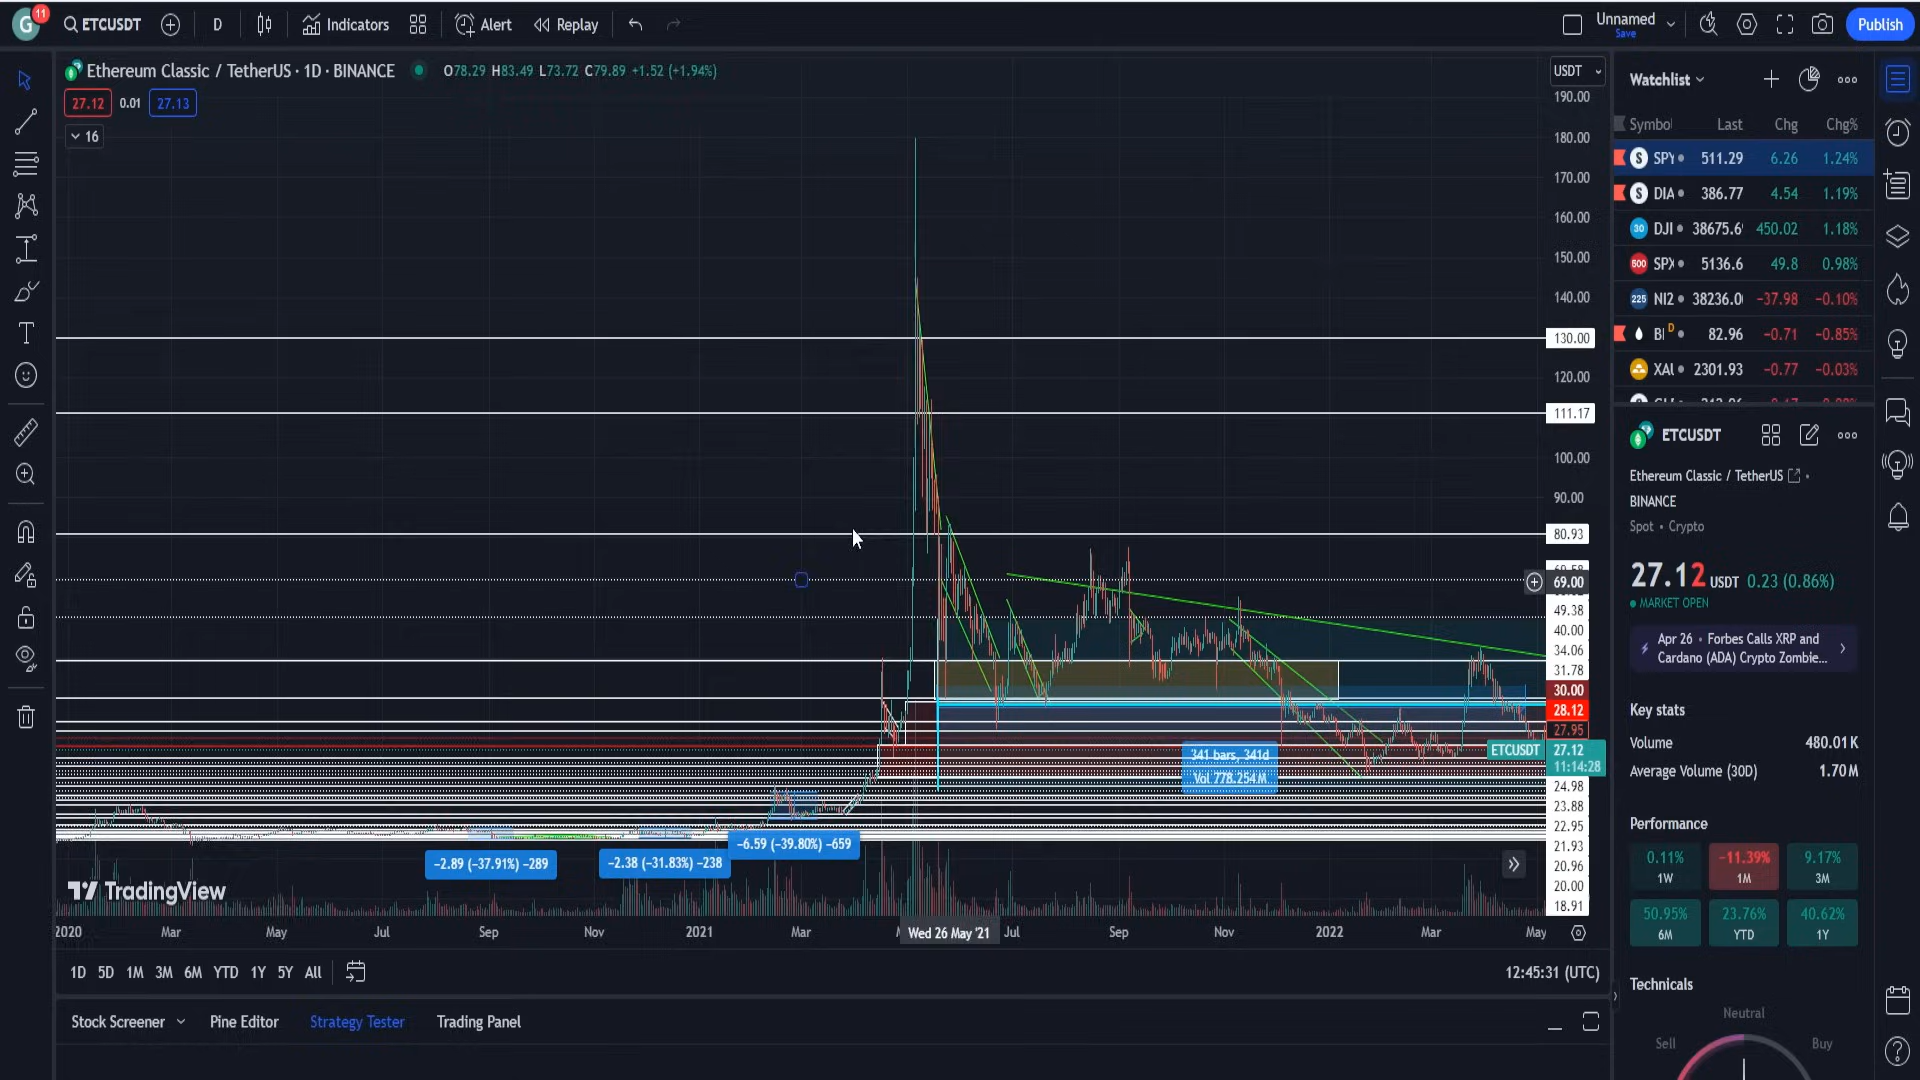 G
11
ETCUSDT
D
Indicators
Alert
Replay
Unnamed
Save
Publish
Ethereum Classic / TetherUS · 1D · BINANCE
O78.29 H83.49 L73.72 C79.89 +1.52 (+1.94%)
27.12 0.01 27.13
16
USDT
190.00
180.00
170.00
160.00
150.00
140.00
130.00
120.00
111.17
100.00
90.00
80.93
69.00
49.38
40.00
34.06
31.78
30.00
28.12
27.95
ETCUSDT 27.12
11:14:28
24.98
23.88
22.95
21.93
20.96
20.00
18.91
341 bars, 341d
Vol 778.254M
-2.89 (-37.91%) -289
-2.38 (-31.83%) -238
-6.59 (-39.80%) -659
TradingView
2020
Mar
May
Jul
Sep
Nov
2021
Mar
Wed 26 May '21
Jul
Sep
Nov
2022
Mar
May
1D 5D 1M 3M 6M YTD 1Y 5Y All
12:45:31 (UTC)
Stock Screener
Pine Editor
Strategy Tester
Trading Panel
Watchlist
Symbol Last Chg Chg%
S SPY 511.29 6.26 1.24%
S DIA 386.77 4.54 1.19%
30 DJI 38675.6 450.02 1.18%
500 SPX 5136.6 49.8 0.98%
225 NI2 38236.0 -37.98 -0.10%
D 82.96 -0.71 -0.85%
XAU 2301.93 -0.77 -0.03%
ETCUSDT
Ethereum Classic / TetherUS
BINANCE
Spot • Crypto
27.12 USDT 0.23 (0.86%)
MARKET OPEN
Apr 26 • Forbes Calls XRP and
Cardano (ADA) Crypto Zombie...
Key stats
Volume 480.01K
Average Volume (30D) 1.70M
Performance
0.11%
1W
-11.39%
1M
9.17%
3M
50.95%
6M
23.76%
YTD
40.62%
1Y
Technicals
Neutral
Sell
Buy